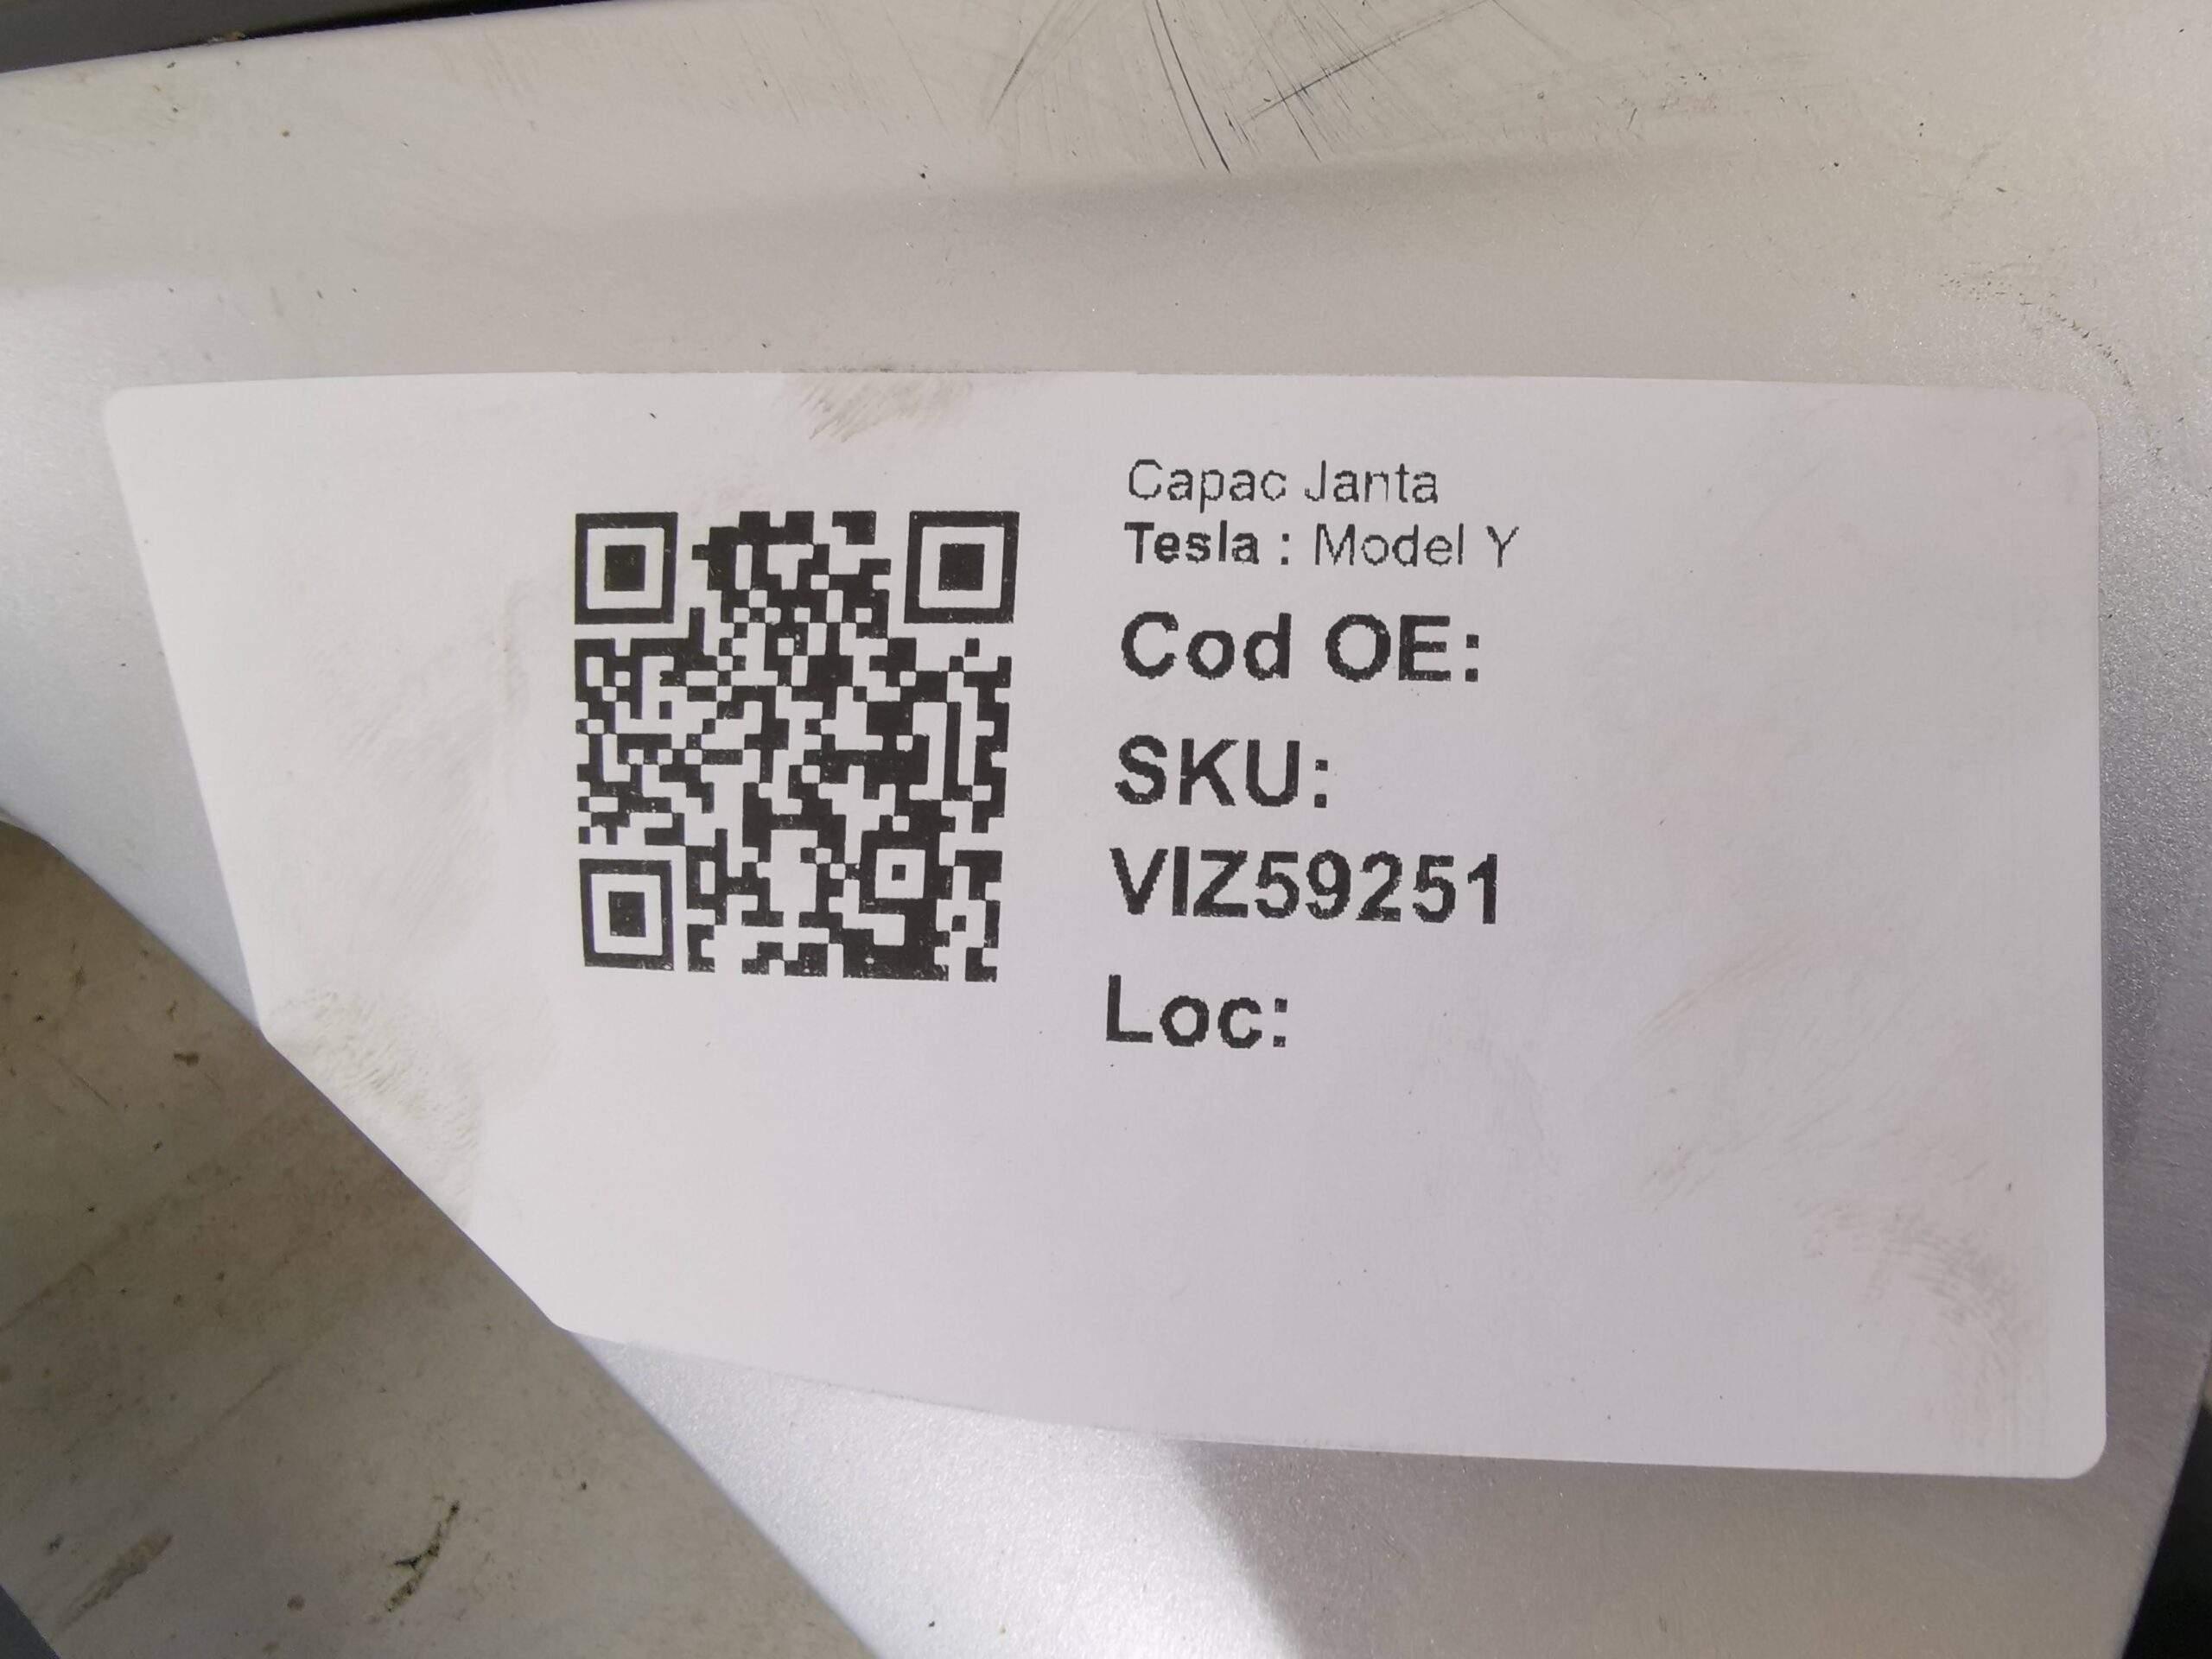 Capac Janta
Tesla : Model Y
Cod OE:
SKU:
VIZ59251
Loc: